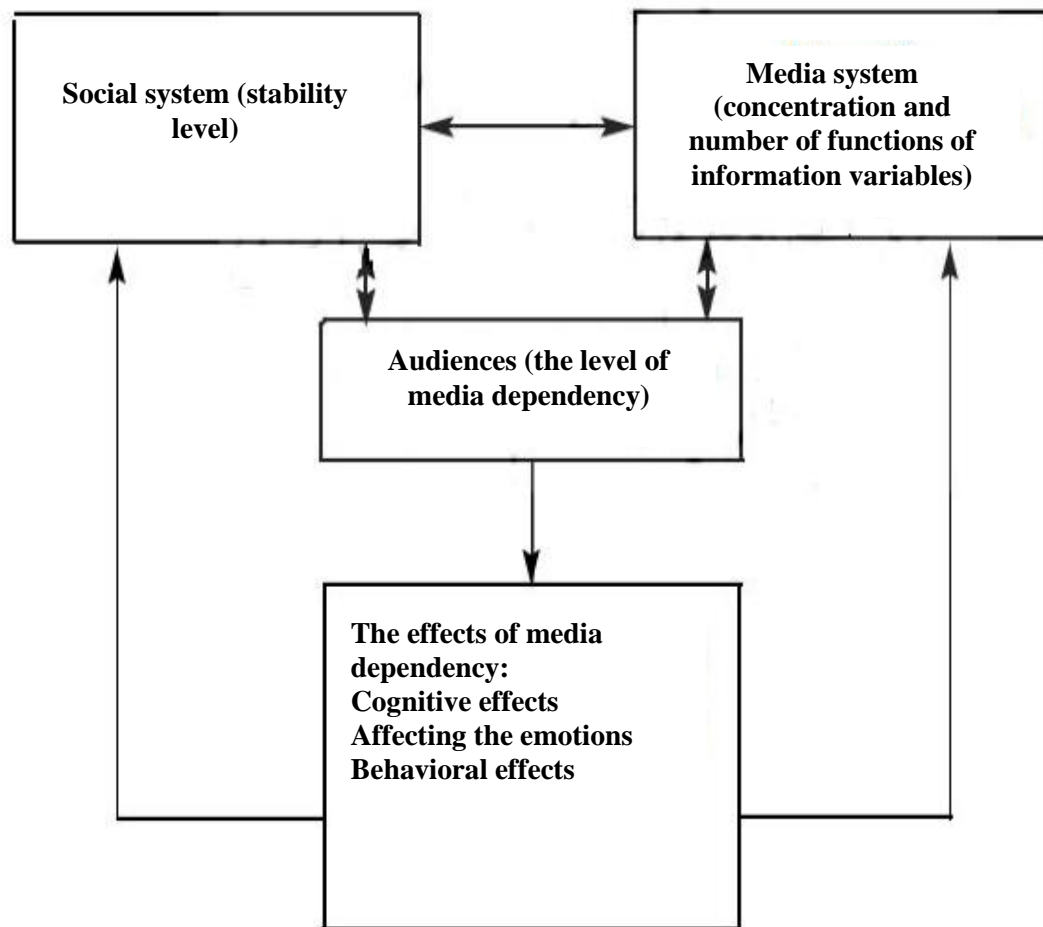 Social system (stability
level)
Media system
(concentration and
number of functions of
information variables)
Audiences (the level of
media dependency)
The effects of media
dependency:
Cognitive effects
Affecting the emotions
Behavioral effects